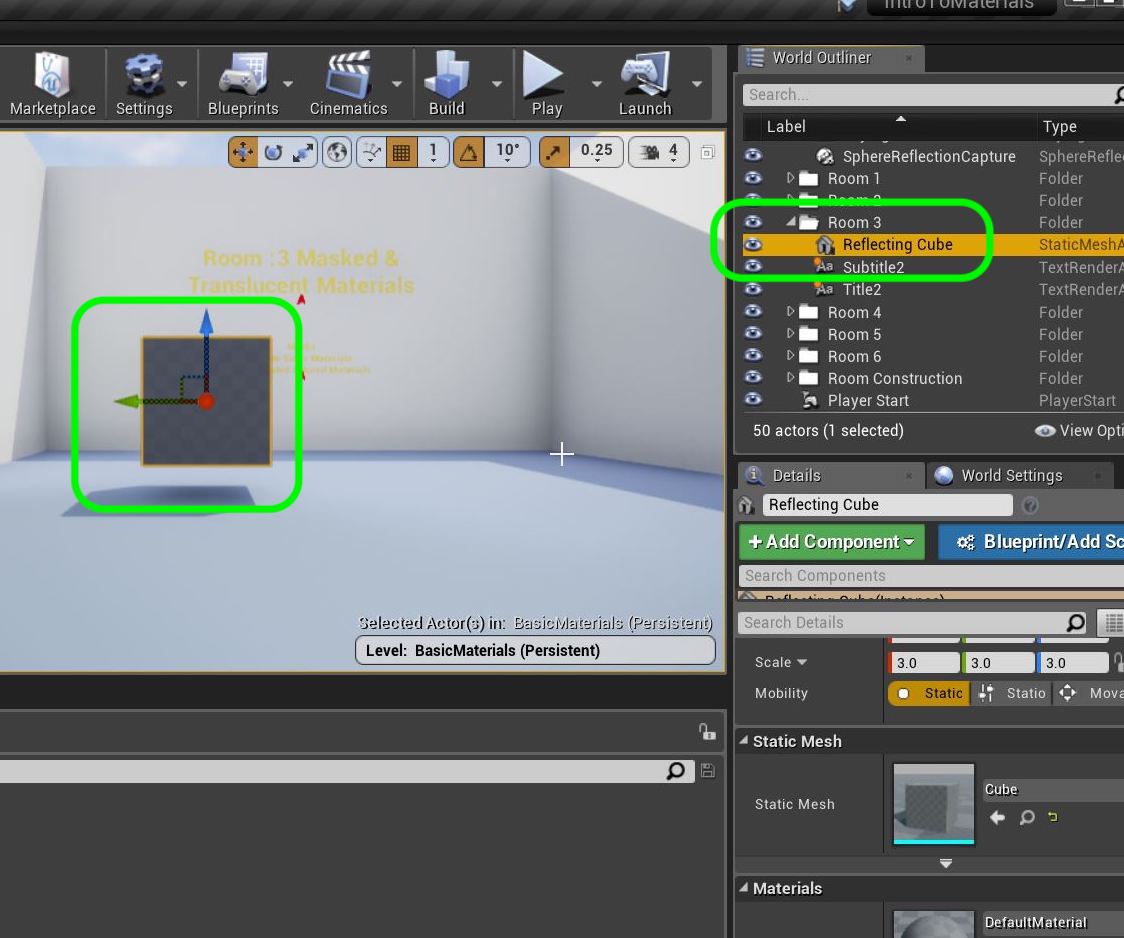 IntroToMaterials
Marketplace
Settings
Blueprints
Cinematics
Build
Play
Launch
World Outliner
Search...
Label
Type
1
10°
0.25
4
SphereReflectionCapture
SphereRefle
Room 1
Folder
Room 2
Folder
Room 3
Folder
Reflecting Cube
StaticMeshA
Subtitle2
TextRenderA
Title2
TextRenderA
Room 4
Folder
Room 5
Folder
Room 6
Folder
Room Construction
Folder
Player Start
PlayerStart
50 actors (1 selected)
View Opti
Room :3 Masked &
Translucent Materials
Selected Actor(s) in: BasicMaterials (Persistent)
Level: BasicMaterials (Persistent)
Details
World Settings
Reflecting Cube
+ Add Component
Blueprint/Add Sc
Search Components
Reflecting Cube(Instance)
Search Details
Scale
3.0
3.0
3.0
Mobility
Static
Statio
Mova
Static Mesh
Static Mesh
Cube
Materials
DefaultMaterial